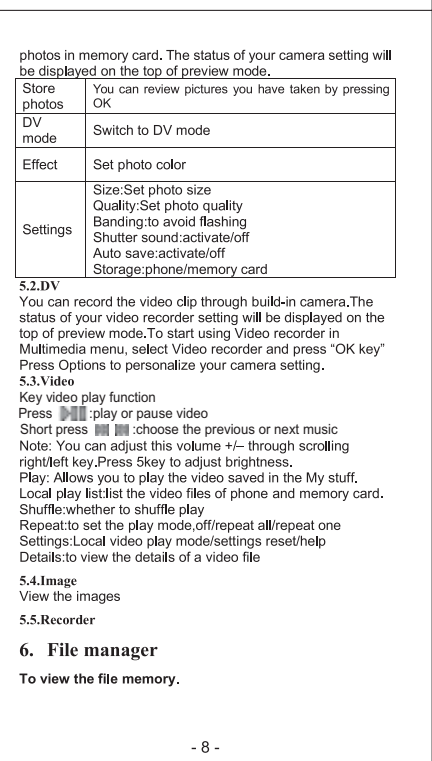 photos in memory card. The status of your camera setting will
be displayed on the top of preview mode.
Store
photos
You can review pictures you have taken by pressing
OK
DV
mode
Switch to DV mode
Effect
Set photo color
Settings
Size:Set photo size
Quality:Set photo quality
Banding:to avoid flashing
Shutter sound:activate/off
Auto save:activate/off
Storage:phone/memory card
5.2.DV
You can record the video clip through build-in camera.The
status of your video recorder setting will be displayed on the
top of preview mode.To start using Video recorder in
Multimedia menu, select Video recorder and press “OK key”
Press Options to personalize your camera setting.
5.3.Video
Key video play function
Press :play or pause video
Short press :choose the previous or next music
Note: You can adjust this volume +/– through scrolling
right/left key.Press 5key to adjust brightness.
Play: Allows you to play the video saved in the My stuff.
Local play list:list the video files of phone and memory card.
Shuffle:whether to shuffle play
Repeat:to set the play mode,off/repeat all/repeat one
Settings:Local video play mode/settings reset/help
Details:to view the details of a video file
5.4.Image
View the images
5.5.Recorder
6. File manager
To view the file memory.
- 8 -